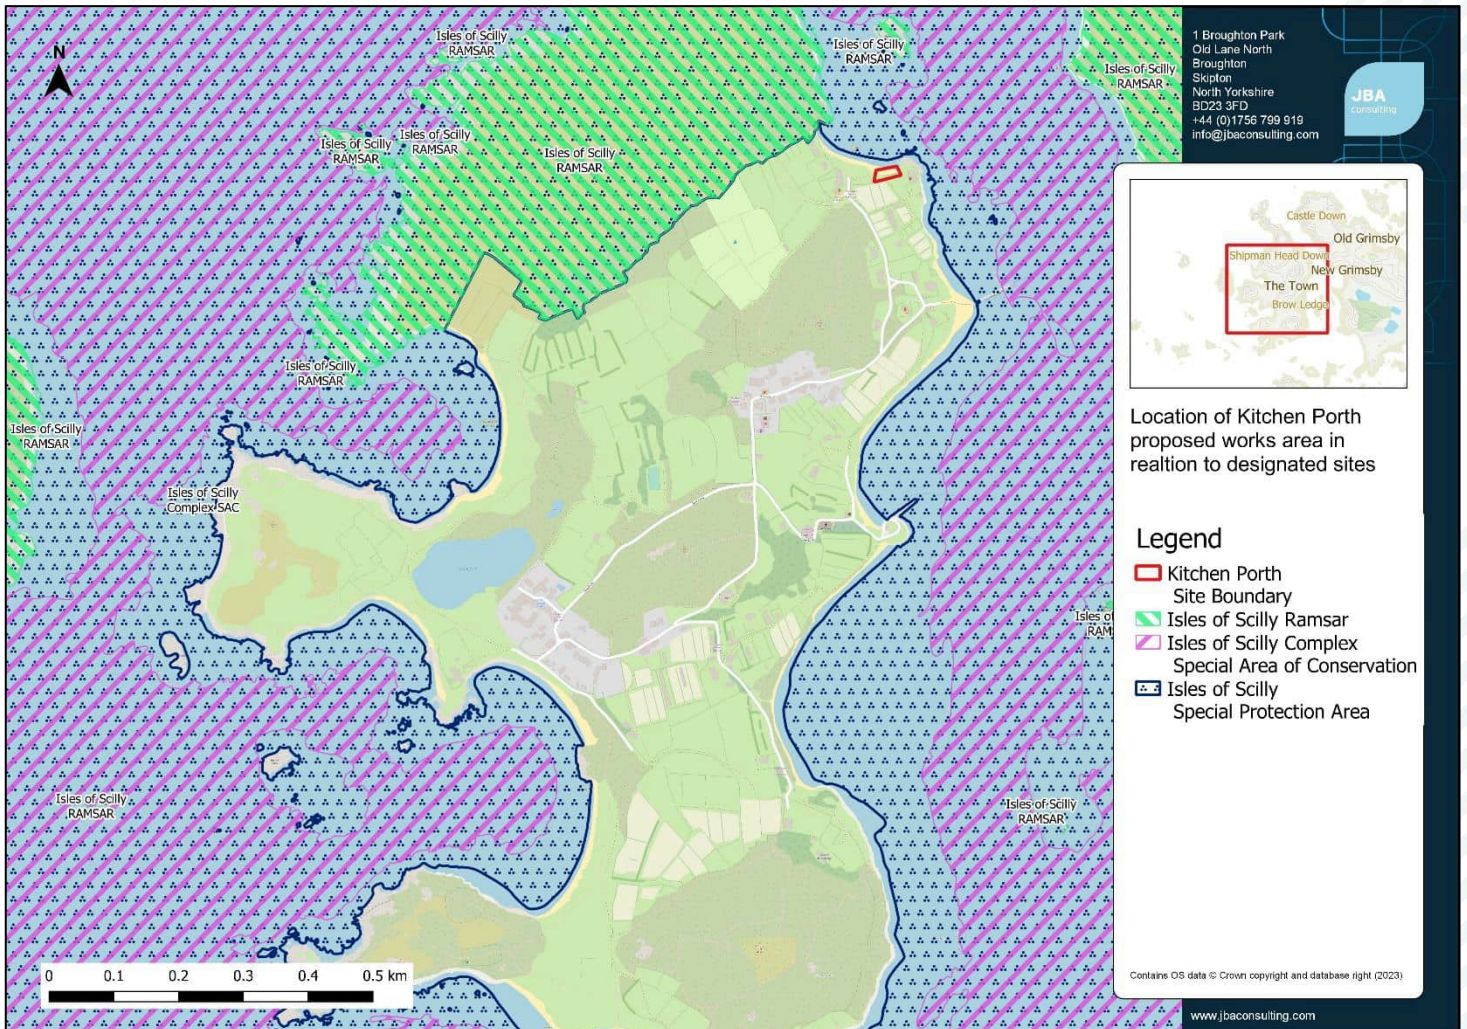 N
Isles of Scilly
RAMSAR
Isles of Scilly
RAMSAR
Isles of Scilly
RAMSAR
Isles of Scilly
RAMSAR
Isles of Scilly
RAMSAR
Isles of Scilly
RAMSAR
Isles of Scilly
RAMSAR
Isles of Scilly
RAMSAR
Isles of Scilly
Complex SAC
Isles of
RAM
Isles of Scilly
RAMSAR
Isles of Scilly
RAMSAR
0 0.1 0.2 0.3 0.4 0.5 km
1 Broughton Park
Old Lane North
Broughton
Skipton
North Yorkshire
BD23 3FD
+44 (0)1756 799 919
info@jbaconsulting.com
JBA
consulting
Castle Down
Old Grimsby
Shipman Head Down
New Grimsby
The Town
Brow Ledge
Location of Kitchen Porth
proposed works area in
realtion to designated sites
Legend
Kitchen Porth
Site Boundary
Isles of Scilly Ramsar
Isles of Scilly Complex
Special Area of Conservation
Isles of Scilly
Special Protection Area
Contains OS data © Crown copyright and database right (2023)
www.jbaconsulting.com